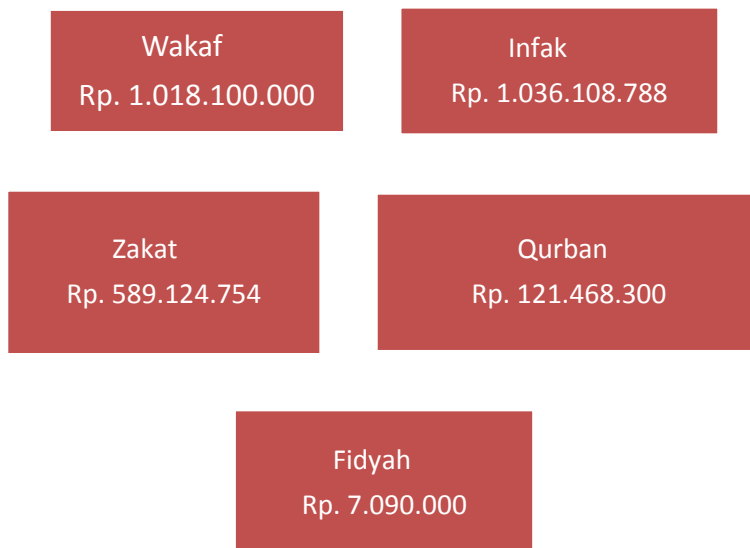 Wakaf
Rp. 1.018.100.000
Infak
Rp. 1.036.108.788
Zakat
Rp. 589.124.754
Qurban
Rp. 121.468.300
Fidyah
Rp. 7.090.000